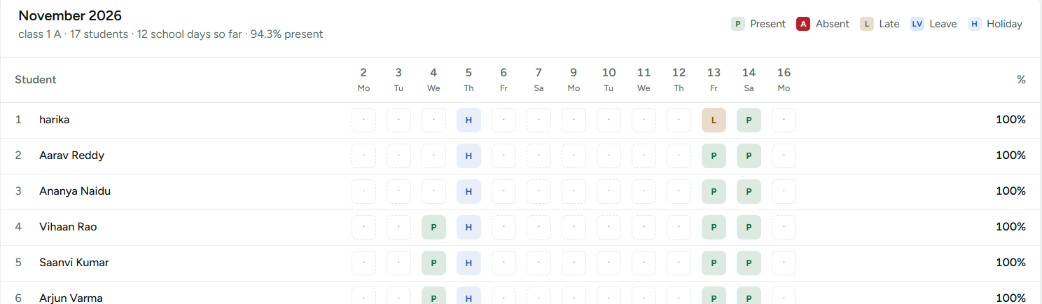 November 2026
class 1 A · 17 students · 12 school days so far · 94.3% present
P Present A Absent L Late LV Leave H Holiday
Student 2 3 4 5 6 7 9 10 11 12 13 14 16 %
Mo Tu We Th Fr Sa Mo Tu We Th Fr Sa Mo
1 harika · · · H · · · · · · L P · 100%
2 Aarav Reddy · · · H · · · · · · P P · 100%
3 Ananya Naidu · · · H · · · · · · P P · 100%
4 Vihaan Rao · · P H · · · · · · P P · 100%
5 Saanvi Kumar · · P H · · · · · · P P · 100%
6 Arjun Varma · · P H · · · · · · P P · 100%